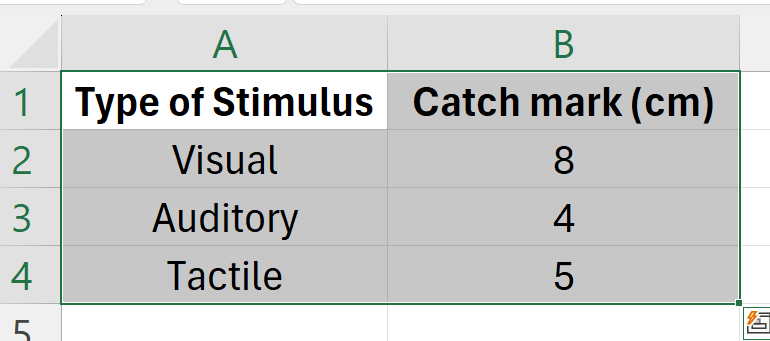 A B
1 Type of Stimulus Catch mark (cm)
2 Visual 8
3 Auditory 4
4 Tactile 5
5